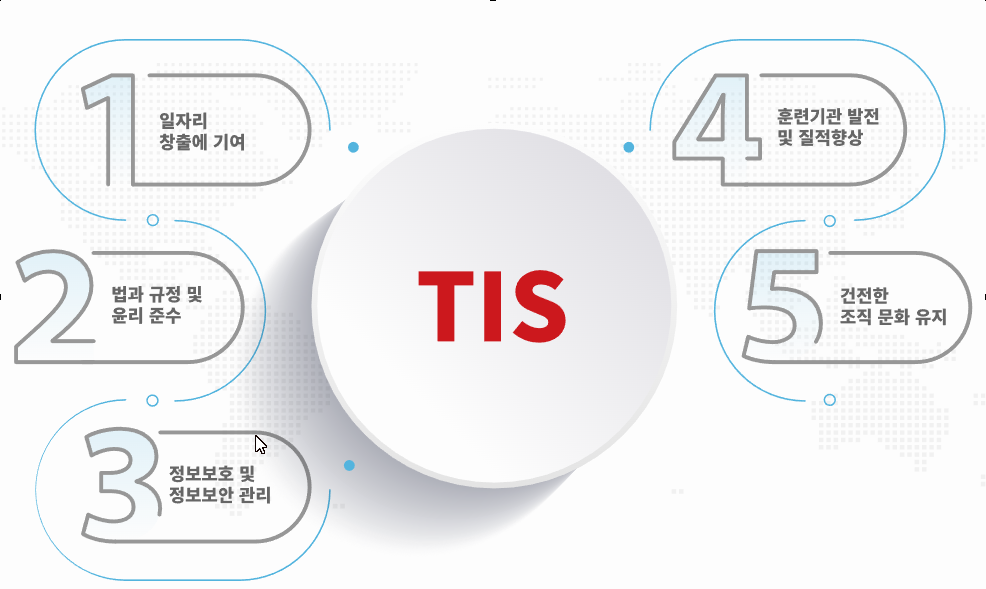 1
일자리
창출에 기여
2
법과 규정 및
윤리 준수
3
정보보호 및
정보보안 관리
TIS
4
훈련기관 발전
및 질적향상
5
건전한
조직 문화 유지